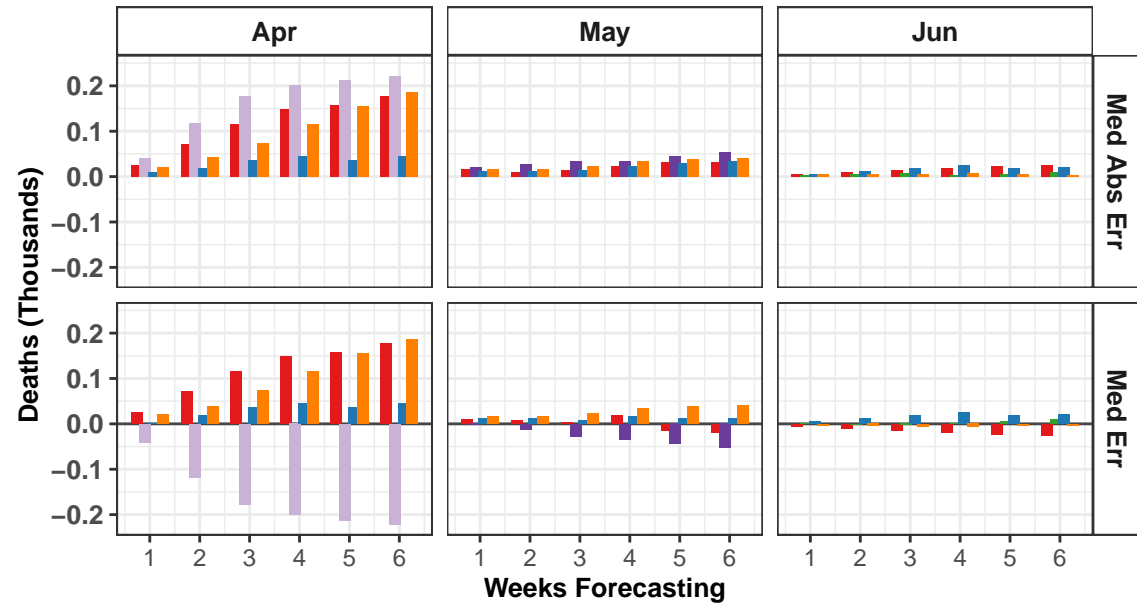 Apr May Jun
0.2
0.1
0.0
−0.1
−0.2
Med Abs Err
0.2
0.1
0.0
−0.1
−0.2
Med Err
Deaths (Thousands)
1 2 3 4 5 6 1 2 3 4 5 6 1 2 3 4 5 6
Weeks Forecasting